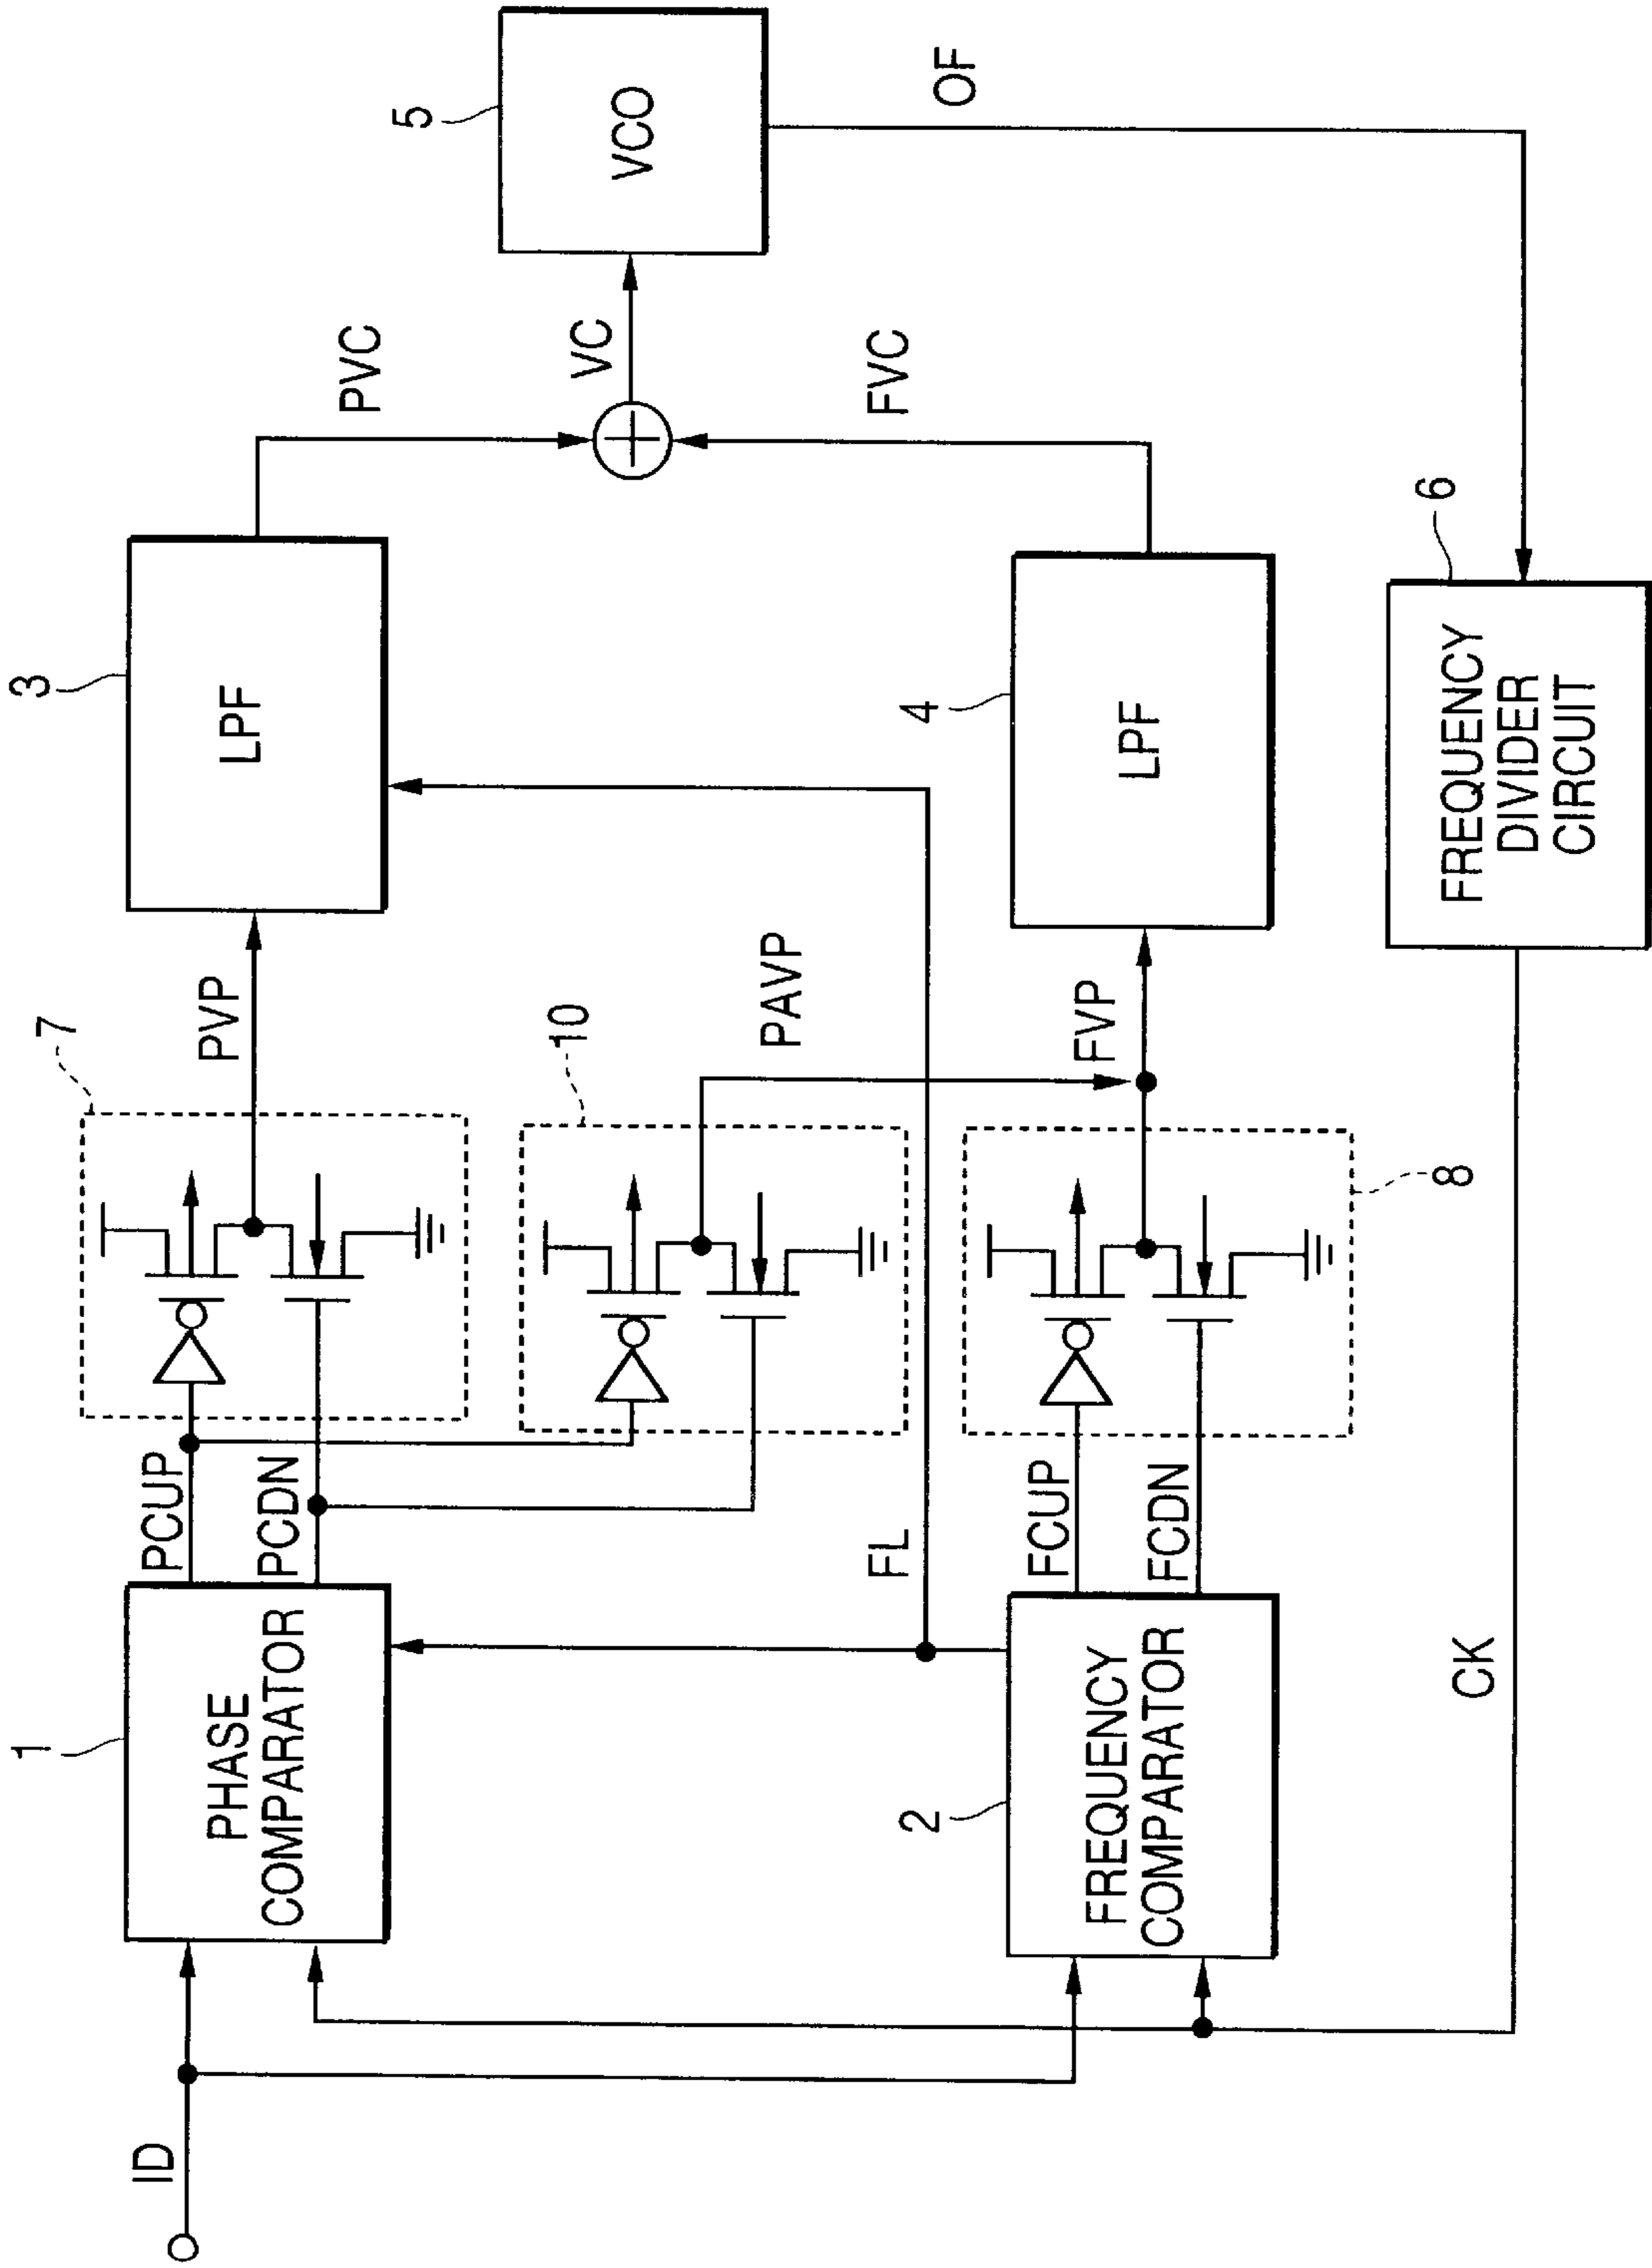 ID
1
PHASE
COMPARATOR
PCUP
PCDN
7
PVP
3
LPF
PVC
10
PAVP
VC
5
VCO
OF
FL
2
FREQUENCY
COMPARATOR
FCUP
FCDN
8
FVP
4
LPF
FVC
CK
6
FREQUENCY
DIVIDER
CIRCUIT